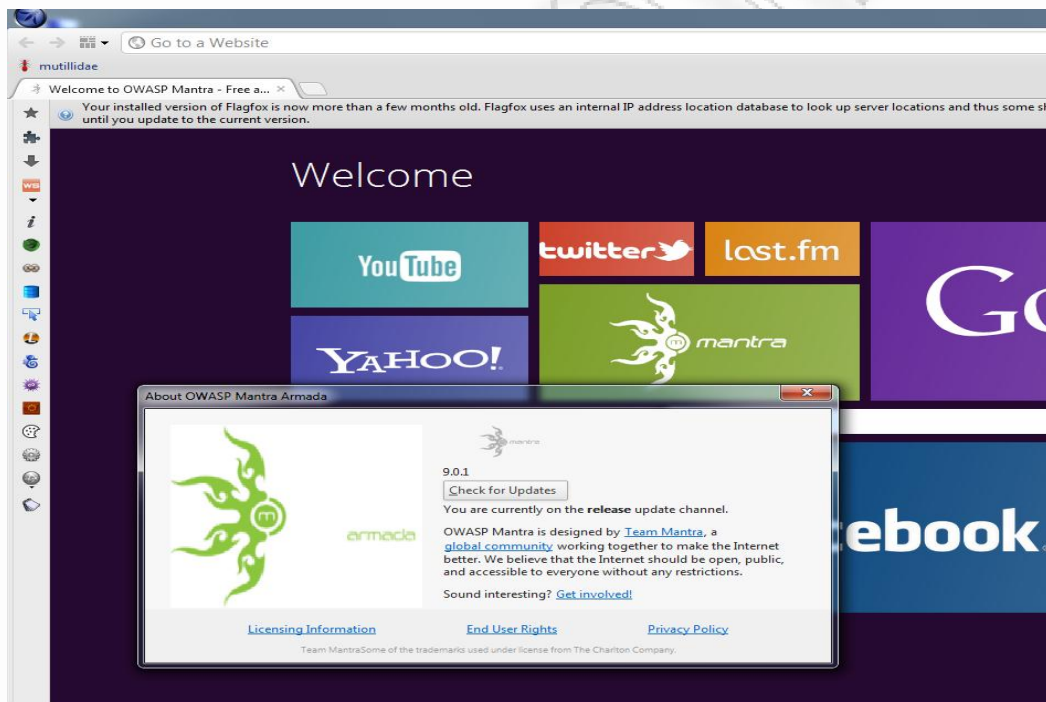 Go to a Website
mutillidae
Welcome to OWASP Mantra - Free a...
Your installed version of Flagfox is now more than a few months old. Flagfox uses an internal IP address location database to look up server locations and thus some
until you update to the current version.
WS
Welcome
YouTube
twitter
last.fm
Go
YAHOO!
m mantra
About OWASP Mantra Armada
mantra
9.0.1
Check for Updates
You are currently on the release update channel.
m armada
OWASP Mantra is designed by Team Mantra, a
global community working together to make the Internet
better. We believe that the Internet should be open, public,
and accessible to everyone without any restrictions.
Sound interesting? Get involved!
ebook
Licensing Information End User Rights Privacy Policy
Team MantraSome of the trademarks used under license from The Charlton Company.